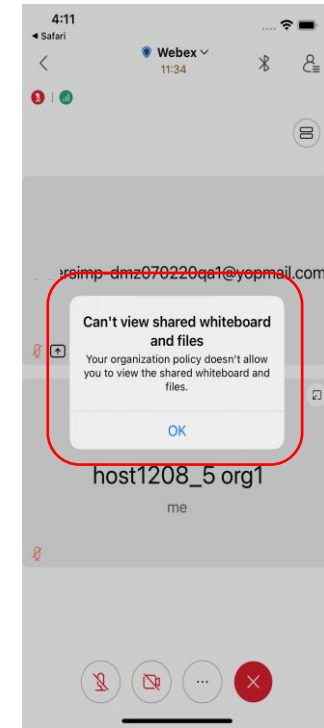 4:11
Safari
Webex
11:34
ersimp-dmz070220qa1@yopmail.com
Can't view shared whiteboard
and files
Your organization policy doesn't allow
you to view the shared whiteboard and
files.
OK
host1208_5 org1
me